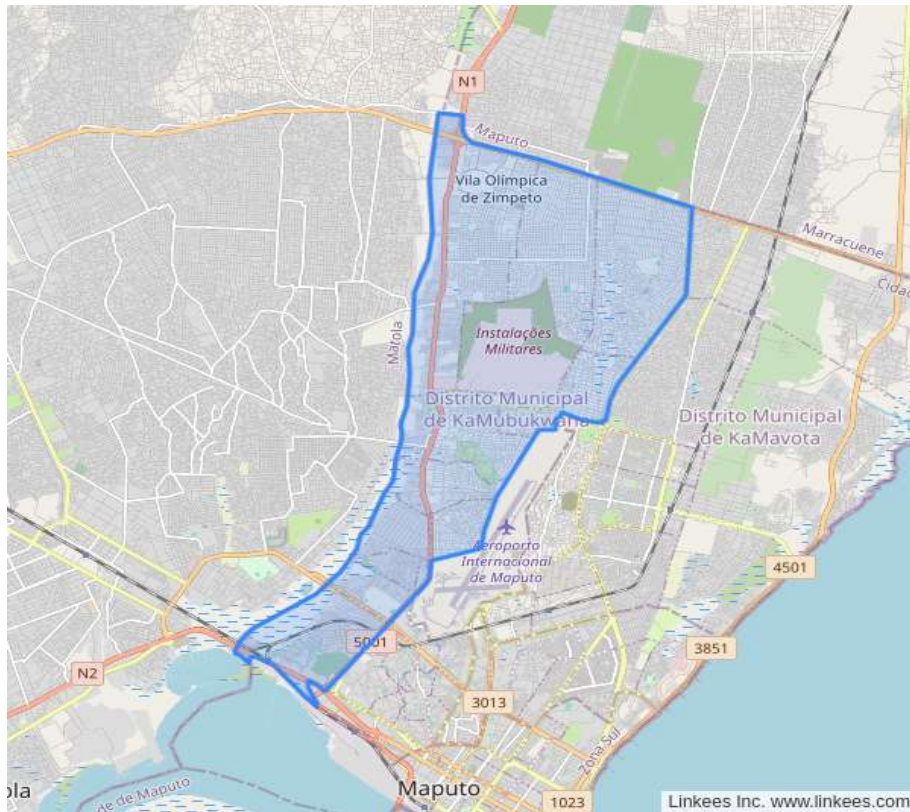 N1
Maputo
Vila Olímpica
de Zimpeto
Marracuene
Cidad
Matola
Instalações
Militares
Distrito Municipal
de KaMubukwana
Distrito Municipal
de KaMavota
Aeroporto
Internacional
de Maputo
4501
5001
3851
N2
3013
Zona Sul
Maputo
ola
de de Maputo
1023
Linkees Inc. www.linkees.com